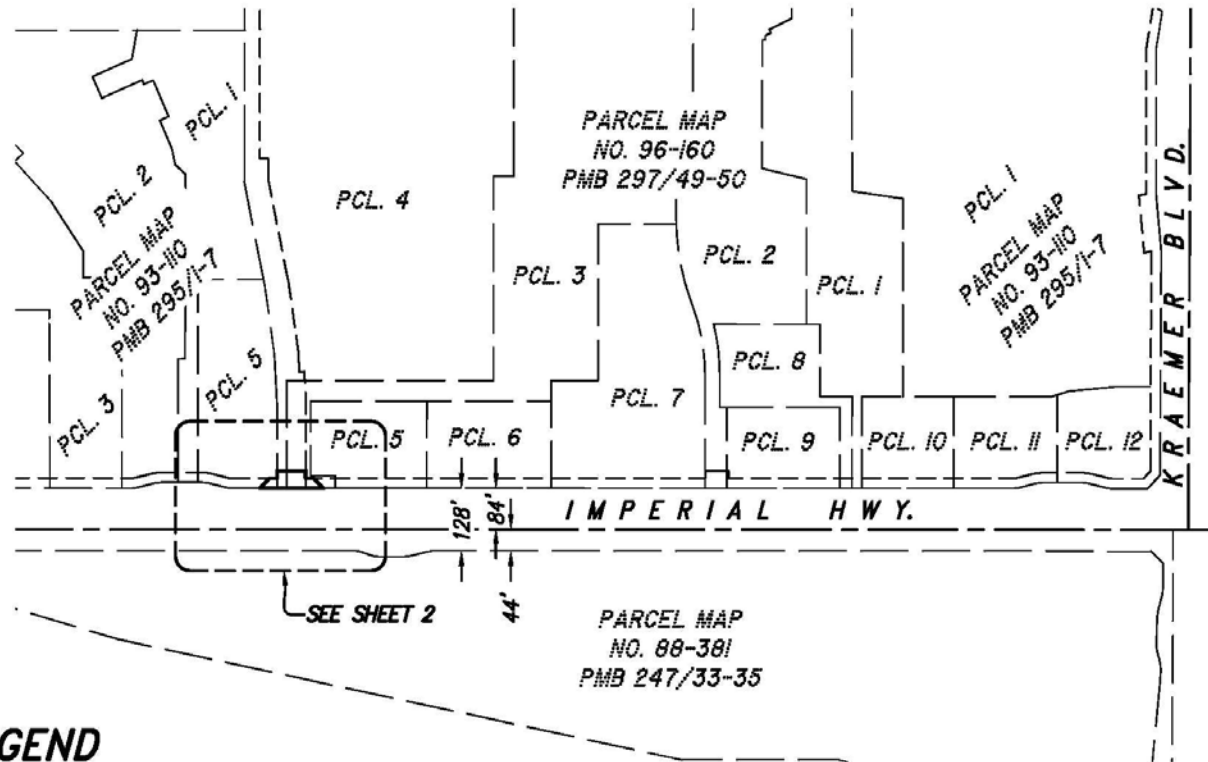 PCL. 1
PCL. 2
PARCEL MAP
NO. 93-110
PMB 295/1-7
PCL. 3
PCL. 5
PCL. 4
PARCEL MAP
NO. 96-160
PMB 297/49-50
PCL. 3
PCL. 2
PCL. 1
PCL. 8
PCL. 7
PCL. 5
PCL. 6
PCL. 9
PCL. 10
PCL. 11
PCL. 12
PCL. 1
PARCEL MAP
NO. 93-110
PMB 295/1-7
KRAEMER BLVD.
IMPERIAL HWY.
128'
84'
44'
SEE SHEET 2
PARCEL MAP
NO. 88-381
PMB 247/33-35
GEND